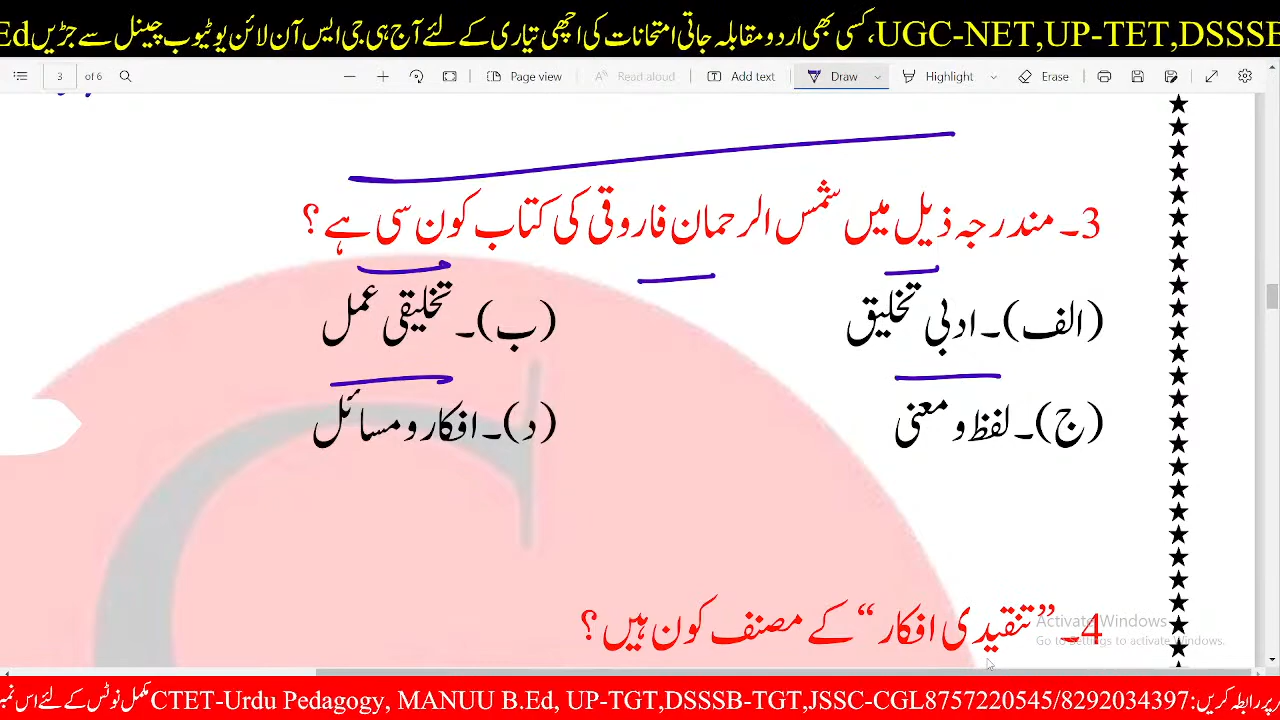 UGC-NET,UP-TET,DSSSB، کسی بھی اردو مقابلہ جاتی امتحانات کی اچھی تیاری کے لئے آج ہی جی ایس آن لائن یوٹیوب چینل سے جڑیں Ed
3 of 6 Page view Read aloud Add text Draw Highlight Erase
3۔ مندرجہ ذیل میں شمس الرحمان فاروقی کی کتاب کون سی ہے ؟
(الف)۔ ادبی تخلیق (ب)۔ تخلیقی عمل
(ج)۔ لفظ و معنی (د)۔ افکار و مسائل
4۔ ”تنقیدی افکار“ کے مصنف کون ہیں ؟
Activate Windows
Go to Settings to activate Windows.
پر رابطہ کریں: CTET-Urdu Pedagogy, MANUU B.Ed, UP-TGT,DSSSB-TGT,JSSC-CGL8757220545/8292034397 مکمل نوٹس کے لئے اس